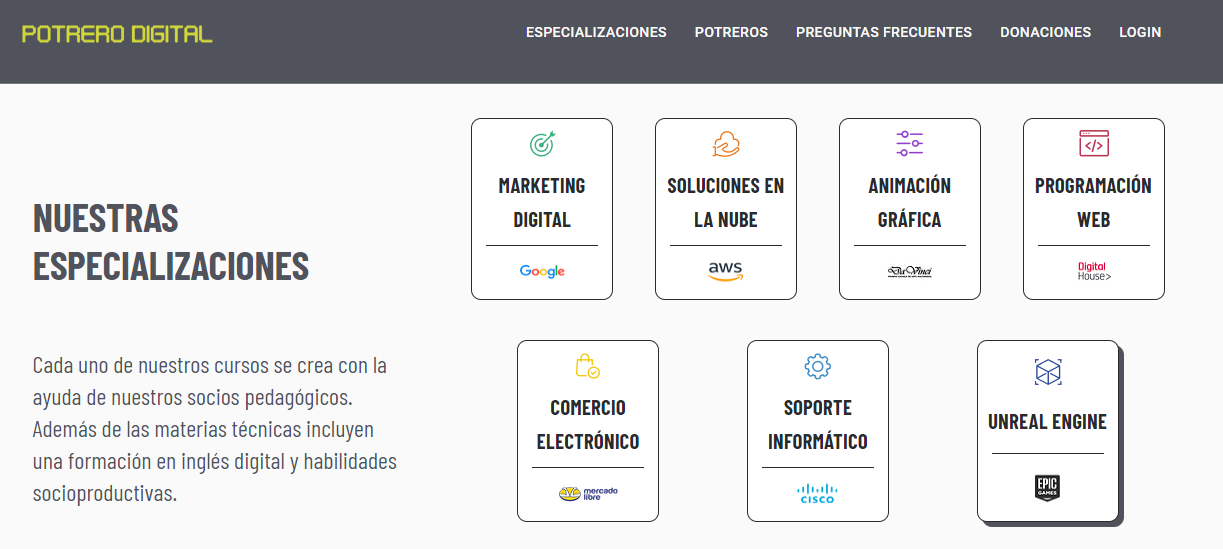 POTRERO DIGITAL
ESPECIALIZACIONES
POTREROS
PREGUNTAS FRECUENTES
DONACIONES
LOGIN
NUESTRAS
ESPECIALIZACIONES
Cada uno de nuestros cursos se crea con la
ayuda de nuestros socios pedagógicos.
Además de las materias técnicas incluyen
una formación en inglés digital y habilidades
socioproductivas.
MARKETING
DIGITAL
Google
SOLUCIONES EN
LA NUBE
aws
ANIMACIÓN
GRÁFICA
Da Vinci
PROGRAMACIÓN
WEB
Digital
House>
COMERCIO
ELECTRÓNICO
mercado
libre
SOPORTE
INFORMÁTICO
CISCO
UNREAL ENGINE
EPIC
GAMES